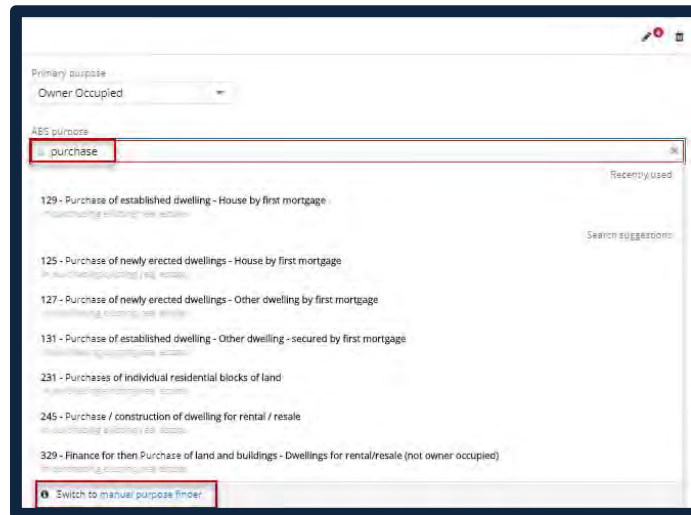 Primary purpose
Owner Occupied
ABS purpose
purchase
Recently used
129 - Purchase of established dwelling - House by first mortgage
Search suggestions
125 - Purchase of newly erected dwellings - House by first mortgage
127 - Purchase of newly erected dwellings - Other dwelling by first mortgage
131 - Purchase of established dwelling - Other dwelling - secured by first mortgage
231 - Purchases of individual residential blocks of land
245 - Purchase / construction of dwelling for rental / resale
329 - Finance for then Purchase of land and buildings - Dwellings for rental/resale (not owner occupied)
Switch to manual purpose finder